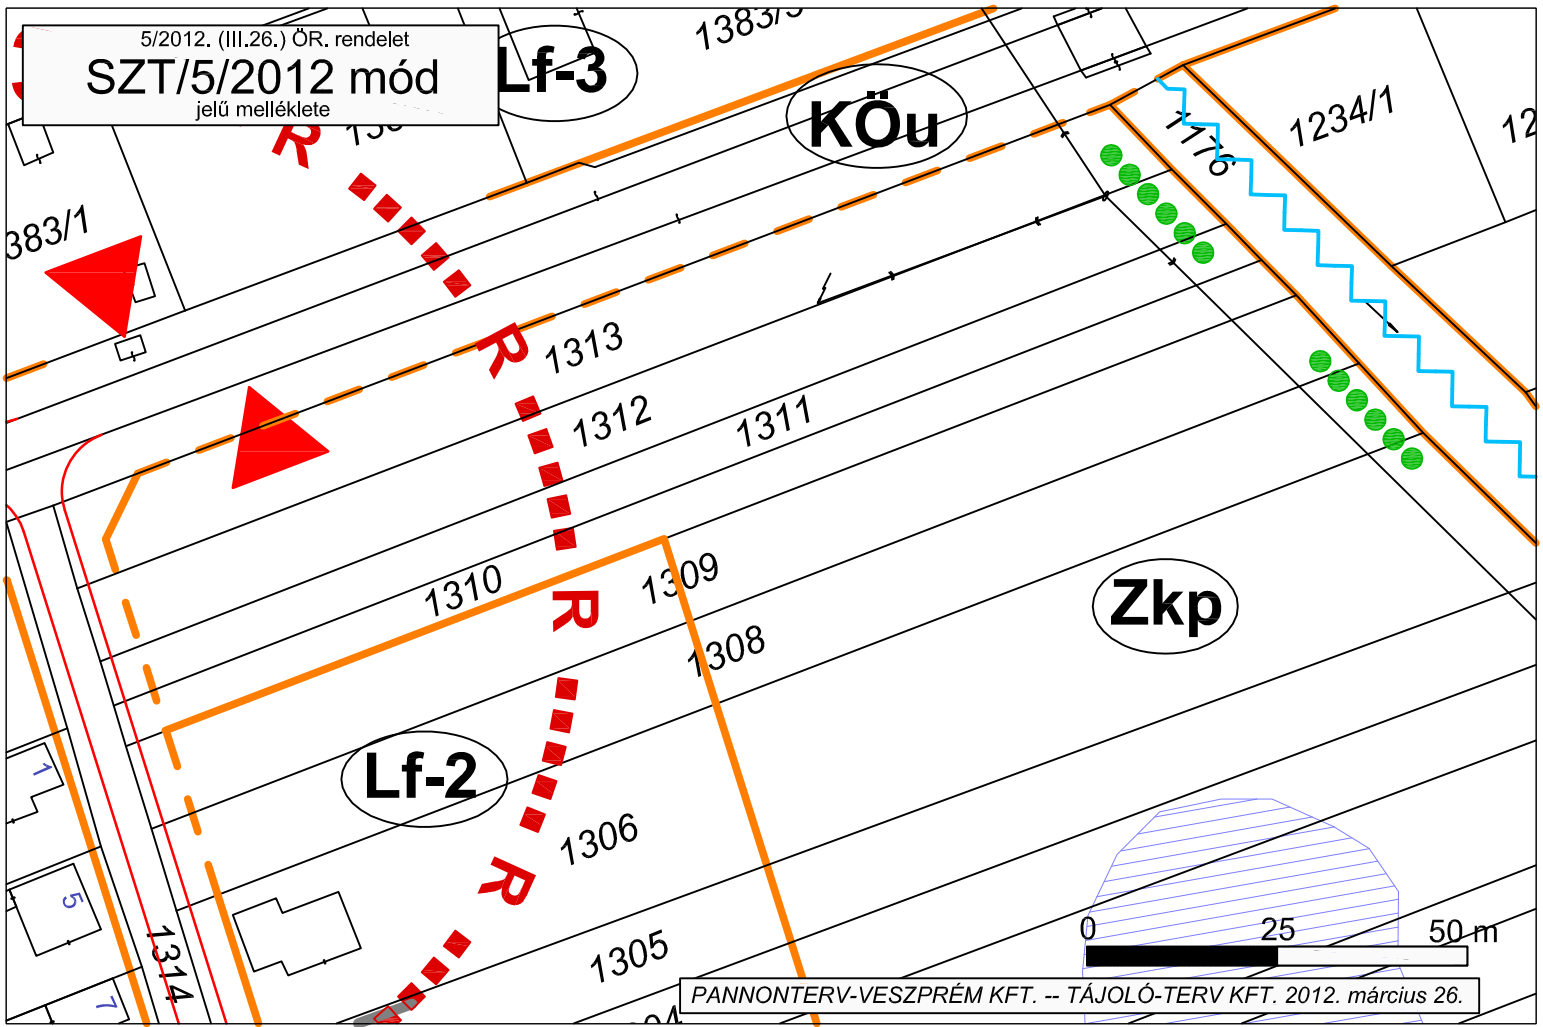 5/2012. (III.26.) ÖR. rendelet
SZT/5/2012 mód
jelű melléklete
Lf-3
KÖu
1176
1234/1
383/1
R
R
1313
1312
1311
1310
1309
1308
R
Zkp
Lf-2
1306
R
1305
1314
1
5
7
0 25 50 m
PANNONTERV-VESZPRÉM KFT. -- TÁJOLÓ-TERV KFT. 2012. március 26.